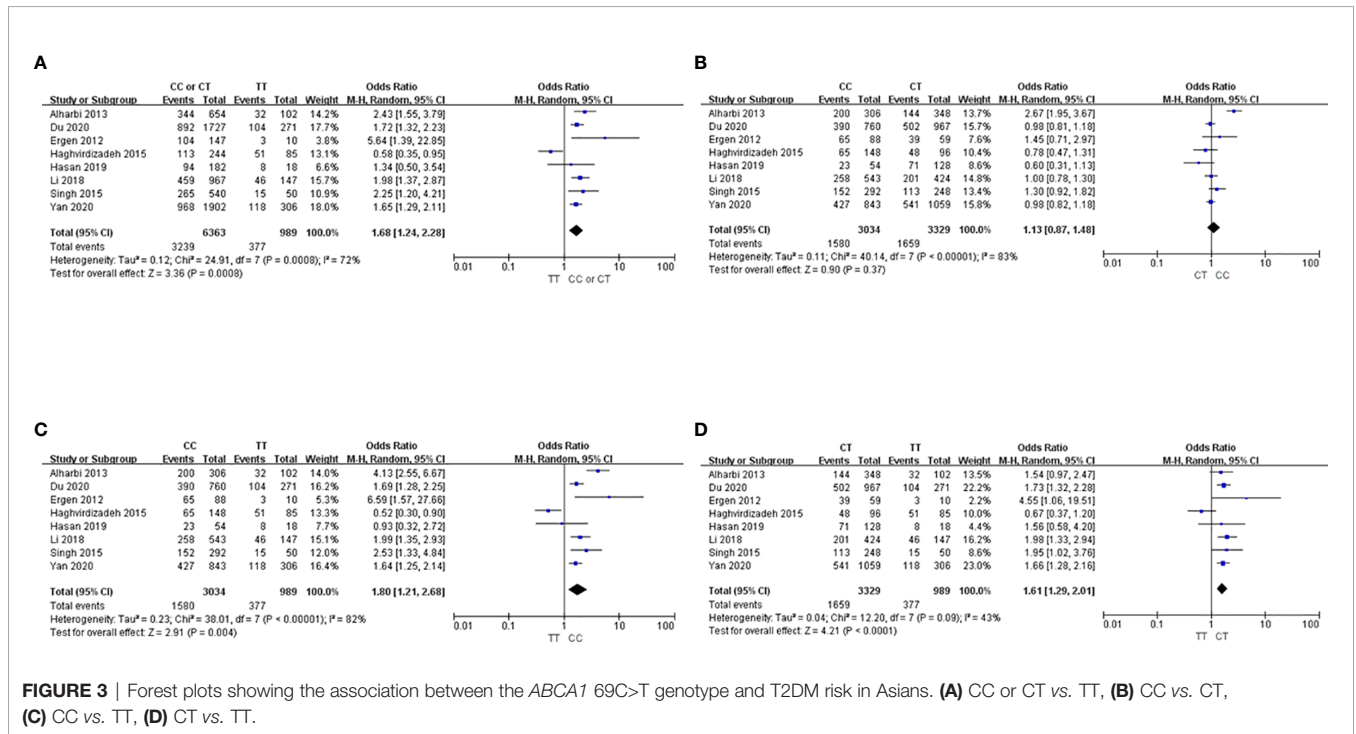 A
CC or CT TT Odds Ratio Odds Ratio
Study or Subgroup Events Total Events Total Weight M-H, Random, 95% CI M-H, Random, 95% CI
Alharbi 2013 344 654 32 102 14.2% 2.43 [1.55, 3.79]
Du 2020 892 1727 104 271 17.7% 1.72 [1.32, 2.23]
Ergen 2012 104 147 3 10 3.8% 5.64 [1.39, 22.85]
Haghvirdizadeh 2015 113 244 51 85 13.1% 0.58 [0.35, 0.95]
Hasan 2019 94 182 8 18 6.6% 1.34 [0.50, 3.54]
Li 2018 459 967 46 147 15.7% 1.98 [1.37, 2.87]
Singh 2015 265 540 15 50 10.9% 2.25 [1.20, 4.21]
Yan 2020 968 1902 118 306 18.0% 1.65 [1.29, 2.11]
Total (95% CI) 6363 989 100.0% 1.68 [1.24, 2.28]
Total events 3239 377
Heterogeneity: Tau² = 0.12; Chi² = 24.91, df = 7 (P = 0.0008); I² = 72%
Test for overall effect: Z = 3.36 (P = 0.0008)
0.01 0.1 1 10 100
TT CC or CT
B
CC CT Odds Ratio Odds Ratio
Study or Subgroup Events Total Events Total Weight M-H, Random, 95% CI M-H, Random, 95% CI
Alharbi 2013 200 306 144 348 13.7% 2.67 [1.95, 3.67]
Du 2020 390 760 502 967 15.7% 0.98 [0.81, 1.18]
Ergen 2012 65 88 39 59 7.6% 1.45 [0.71, 2.97]
Haghvirdizadeh 2015 65 148 48 96 10.4% 0.78 [0.47, 1.31]
Hasan 2019 23 54 71 128 8.6% 0.60 [0.31, 1.13]
Li 2018 258 543 201 424 14.8% 1.00 [0.78, 1.30]
Singh 2015 152 292 113 248 13.4% 1.30 [0.92, 1.82]
Yan 2020 427 843 541 1059 15.8% 0.98 [0.82, 1.18]
Total (95% CI) 3034 3329 100.0% 1.13 [0.87, 1.48]
Total events 1580 1659
Heterogeneity: Tau² = 0.11; Chi² = 40.14, df = 7 (P < 0.00001); I² = 83%
Test for overall effect: Z = 0.90 (P = 0.37)
0.01 0.1 1 10 100
CT CC
C
CC TT Odds Ratio Odds Ratio
Study or Subgroup Events Total Events Total Weight M-H, Random, 95% CI M-H, Random, 95% CI
Alharbi 2013 200 306 32 102 14.0% 4.13 [2.55, 6.67]
Du 2020 390 760 104 271 16.2% 1.69 [1.28, 2.25]
Ergen 2012 65 88 3 10 5.3% 6.59 [1.57, 27.66]
Haghvirdizadeh 2015 65 148 51 85 13.3% 0.52 [0.30, 0.90]
Hasan 2019 23 54 8 18 7.7% 0.93 [0.32, 2.72]
Li 2018 258 543 46 147 15.1% 1.99 [1.35, 2.93]
Singh 2015 152 292 15 50 12.0% 2.53 [1.33, 4.84]
Yan 2020 427 843 118 306 16.4% 1.64 [1.25, 2.14]
Total (95% CI) 3034 989 100.0% 1.80 [1.21, 2.68]
Total events 1580 377
Heterogeneity: Tau² = 0.23; Chi² = 38.01, df = 7 (P < 0.00001); I² = 82%
Test for overall effect: Z = 2.91 (P = 0.004)
0.01 0.1 1 10 100
TT CC
D
CT TT Odds Ratio Odds Ratio
Study or Subgroup Events Total Events Total Weight M-H, Random, 95% CI M-H, Random, 95% CI
Alharbi 2013 144 348 32 102 13.5% 1.54 [0.97, 2.47]
Du 2020 502 967 104 271 22.2% 1.73 [1.32, 2.28]
Ergen 2012 39 59 3 10 2.2% 4.55 [1.06, 19.51]
Haghvirdizadeh 2015 48 96 51 85 10.0% 0.67 [0.37, 1.20]
Hasan 2019 71 128 8 18 4.4% 1.56 [0.58, 4.20]
Li 2018 201 424 46 147 16.2% 1.98 [1.33, 2.94]
Singh 2015 113 248 15 50 8.6% 1.95 [1.02, 3.76]
Yan 2020 541 1059 118 306 23.0% 1.66 [1.28, 2.16]
Total (95% CI) 3329 989 100.0% 1.61 [1.29, 2.01]
Total events 1659 377
Heterogeneity: Tau² = 0.04; Chi² = 12.20, df = 7 (P = 0.09); I² = 43%
Test for overall effect: Z = 4.21 (P < 0.0001)
0.01 0.1 1 10 100
TT CT
FIGURE 3 | Forest plots showing the association between the ABCA1 69C>T genotype and T2DM risk in Asians. (A) CC or CT vs. TT, (B) CC vs. CT,
(C) CC vs. TT, (D) CT vs. TT.